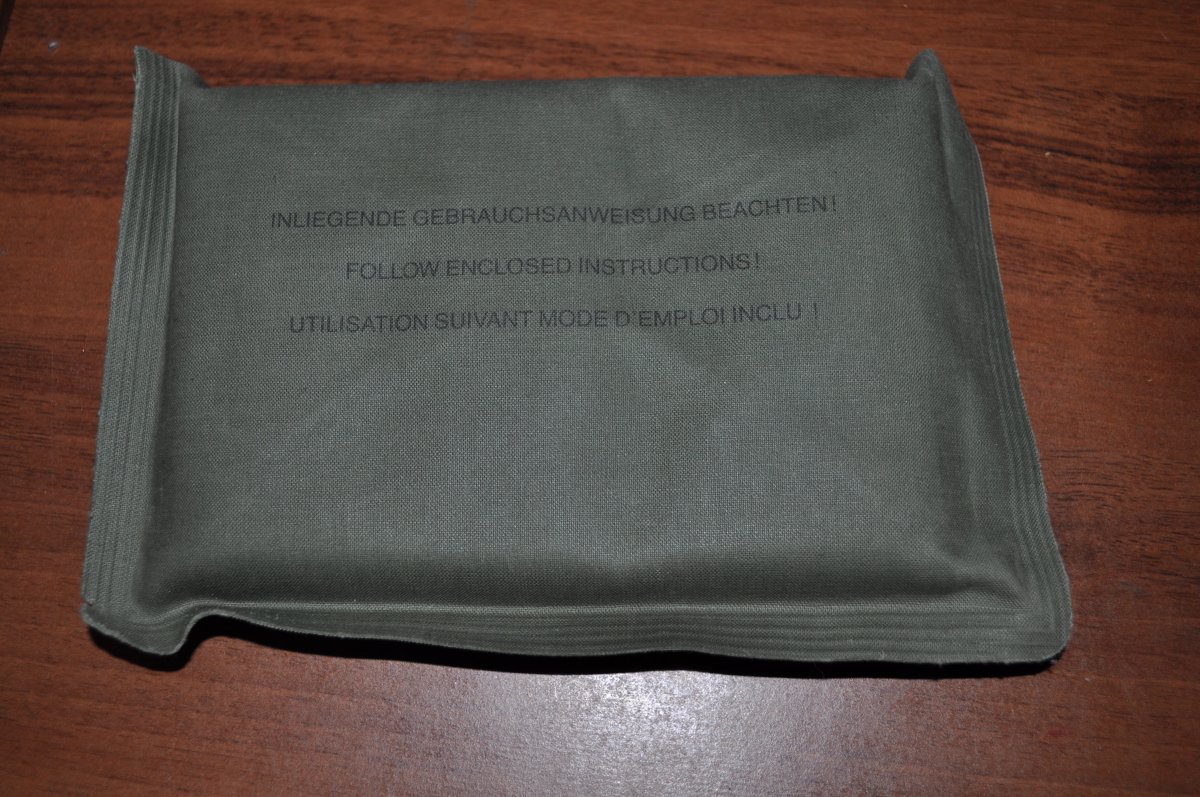 INLIEGENDE GEBRAUCHSANWEISUNG BEACHTEN!
FOLLOW ENCLOSED INSTRUCTIONS!
UTILISATION SUIVANT MODE D'EMPLOI INCLU !